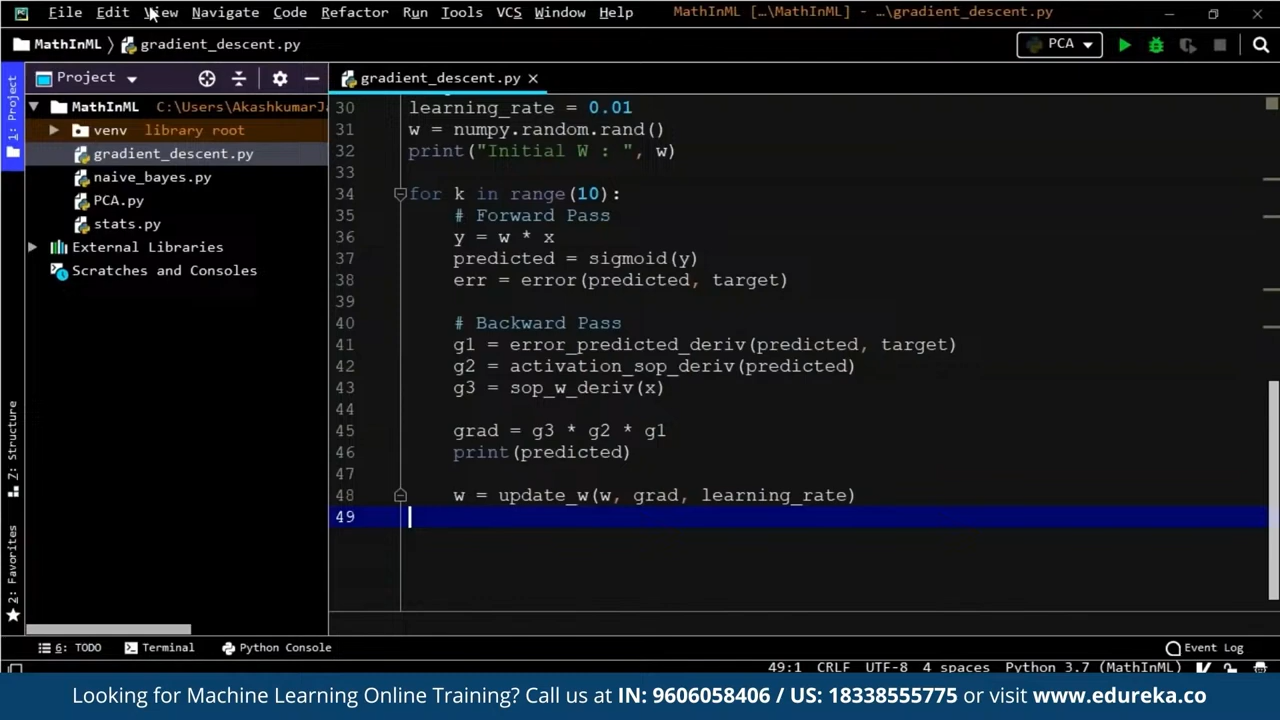 File Edit View Navigate Code Refactor Run Tools VCS Window Help MathInML […\MathInML] - …\gradient_descent.py
MathInML gradient_descent.py PCA
Project gradient_descent.py
MathInML C:\Users\AkashkumarJ
venv library root
gradient_descent.py
naive_bayes.py
PCA.py
stats.py
External Libraries
Scratches and Consoles
1: Project
Z: Structure
2: Favorites
30 learning_rate = 0.01
31 w = numpy.random.rand()
32 print("Initial W : ", w)
33
34 for k in range(10):
35 # Forward Pass
36 y = w * x
37 predicted = sigmoid(y)
38 err = error(predicted, target)
39
40 # Backward Pass
41 g1 = error_predicted_deriv(predicted, target)
42 g2 = activation_sop_deriv(predicted)
43 g3 = sop_w_deriv(x)
44
45 grad = g3 * g2 * g1
46 print(predicted)
47
48 w = update_w(w, grad, learning_rate)
49
6: TODO Terminal Python Console Event Log
49:1 CRLF UTF-8 4 spaces Python 3.7 (MathInML)
Looking for Machine Learning Online Training? Call us at IN: 9606058406 / US: 18338555775 or visit www.edureka.co